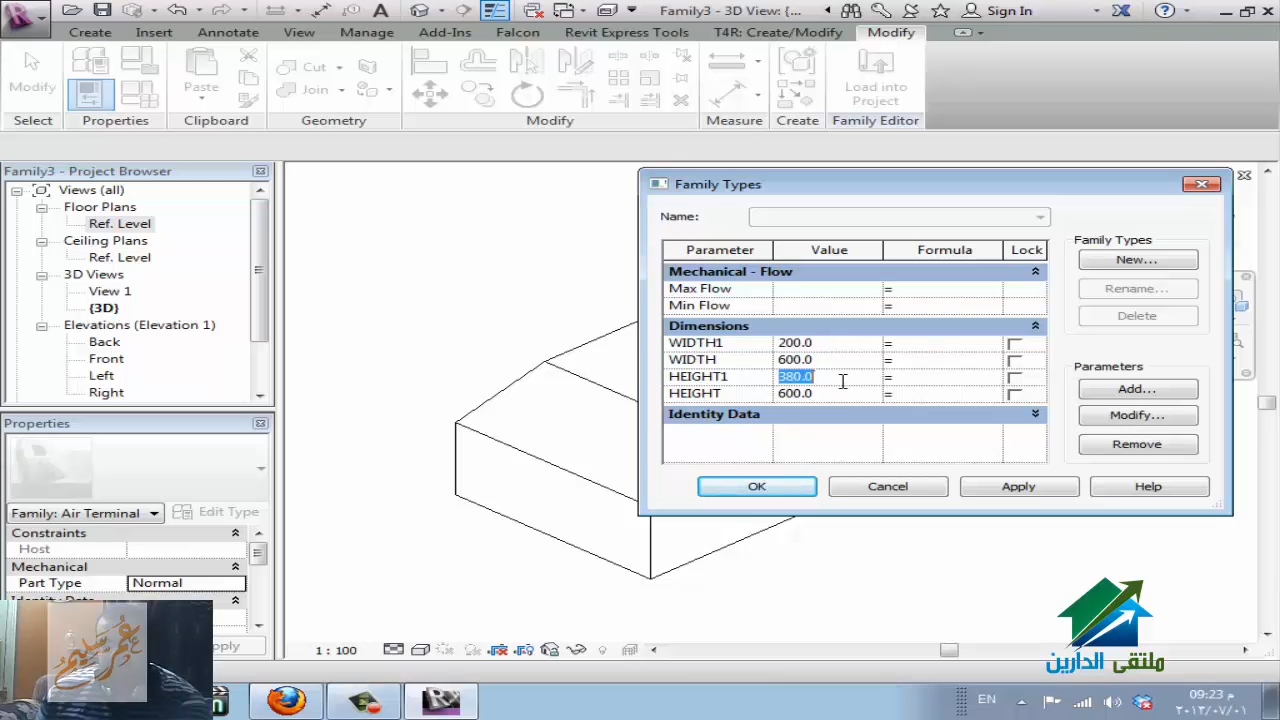 Family3 - 3D View: {...
Sign In
Create Insert Annotate View Manage Add-Ins Falcon Revit Express Tools T4R: Create/Modify Modify
Modify
Paste
Cut
Join
Load into
Project
Select Properties Clipboard Geometry Modify Measure Create Family Editor
Family3 - Project Browser
Views (all)
Floor Plans
Ref. Level
Ceiling Plans
Ref. Level
3D Views
View 1
{3D}
Elevations (Elevation 1)
Back
Front
Left
Right
Properties
Family: Air Terminal
Edit Type
Constraints
Host
Mechanical
Part Type Normal
Family Types
Name:
Parameter Value Formula Lock
Mechanical - Flow
Max Flow =
Min Flow =
Dimensions
WIDTH1 200.0 =
WIDTH 600.0 =
HEIGHT1 380.0 =
HEIGHT 600.0 =
Identity Data
Family Types
New...
Rename...
Delete
Parameters
Add...
Modify...
Remove
OK Cancel Apply Help
عمر سليم
ملتقى الدارين
1 : 100
EN
09:23 م
٢٠١٣/٠٧/٠١